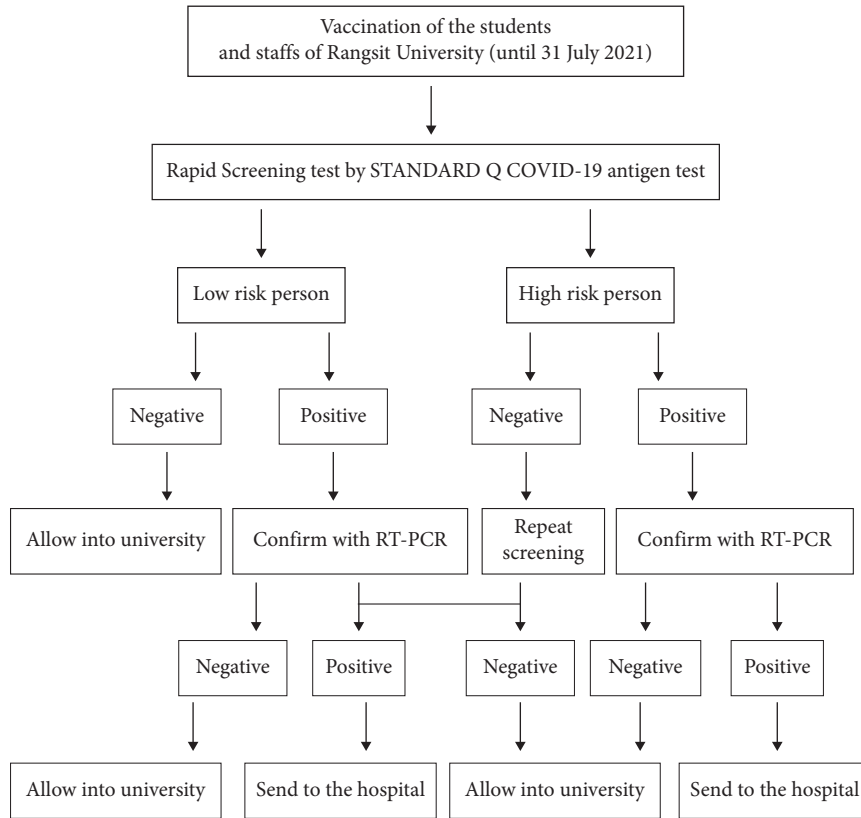 Vaccination of the students
and staffs of Rangsit University (until 31 July 2021)
Rapid Screening test by STANDARD Q COVID-19 antigen test
Low risk person
High risk person
Negative
Positive
Negative
Positive
Allow into university
Confirm with RT-PCR
Repeat
screening
Confirm with RT-PCR
Negative
Positive
Negative
Negative
Positive
Allow into university
Send to the hospital
Allow into university
Send to the hospital